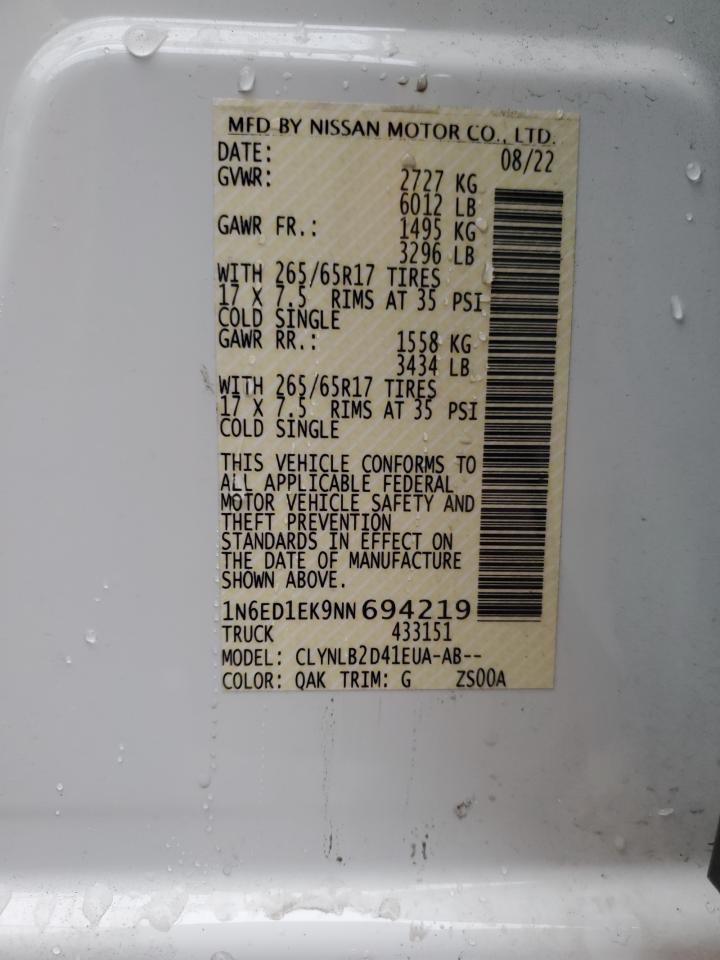 MFD BY NISSAN MOTOR CO., LTD.
DATE: 08/22
GVWR: 2727 KG
6012 LB
GAWR FR.: 1495 KG
3296 LB
WITH 265/65R17 TIRES
17 X 7.5 RIMS AT 35 PSI
COLD SINGLE
GAWR RR.: 1558 KG
3434 LB
WITH 265/65R17 TIRES
17 X 7.5 RIMS AT 35 PSI
COLD SINGLE
THIS VEHICLE CONFORMS TO
ALL APPLICABLE FEDERAL
MOTOR VEHICLE SAFETY AND
THEFT PREVENTION
STANDARDS IN EFFECT ON
THE DATE OF MANUFACTURE
SHOWN ABOVE.
1N6ED1EK9NN694219
TRUCK 433151
MODEL: CLYNLB2D41EUA-AB--
COLOR: QAK TRIM: G ZS00A